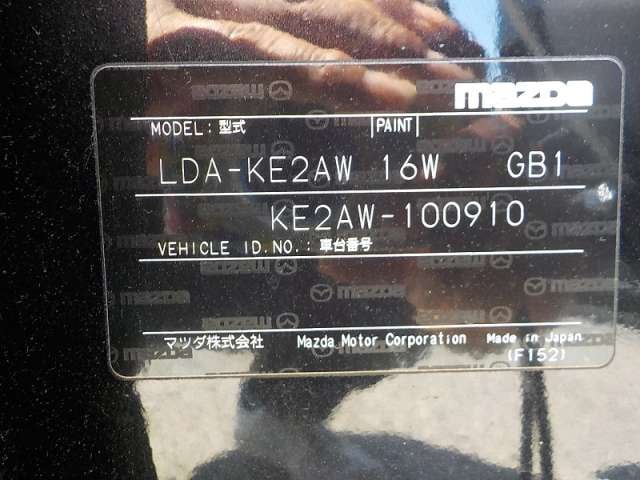 mazda
MODEL: 型式 PAINT
LDA-KE2AW 16W GB1
KE2AW-100910
VEHICLE ID.NO.: 車台番号
マツダ株式会社 Mazda Motor Corporation Made in Japan
(F152)